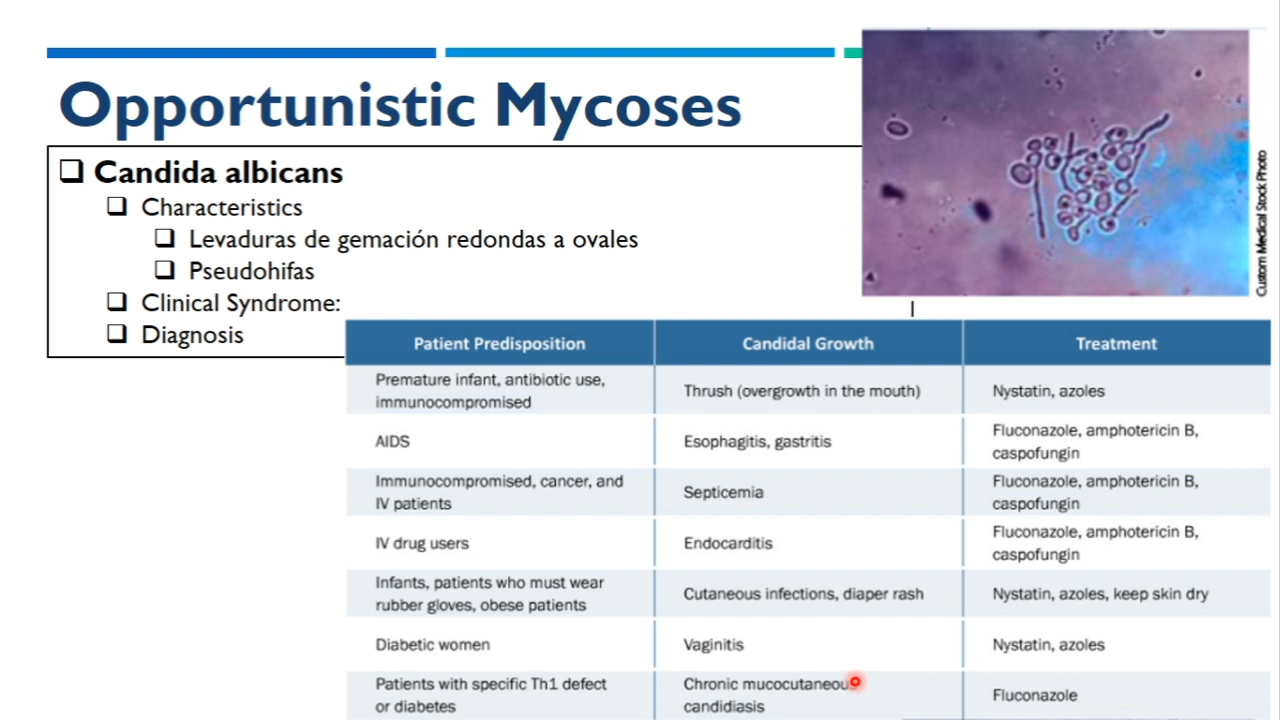 Opportunistic Mycoses
Candida albicans
Characteristics
Levaduras de gemación redondas a ovales
Pseudohifas
Clinical Syndrome:
Diagnosis
Custom Medical Stock Photo
Patient Predisposition
Candidal Growth
Treatment
Premature infant, antibiotic use,
immunocompromised
Thrush (overgrowth in the mouth)
Nystatin, azoles
AIDS
Esophagitis, gastritis
Fluconazole, amphotericin B,
caspofungin
Immunocompromised, cancer, and
IV patients
Septicemia
Fluconazole, amphotericin B,
caspofungin
IV drug users
Endocarditis
Fluconazole, amphotericin B,
caspofungin
Infants, patients who must wear
rubber gloves, obese patients
Cutaneous infections, diaper rash
Nystatin, azoles, keep skin dry
Diabetic women
Vaginitis
Nystatin, azoles
Patients with specific Th1 defect
or diabetes
Chronic mucocutaneous
candidiasis
Fluconazole